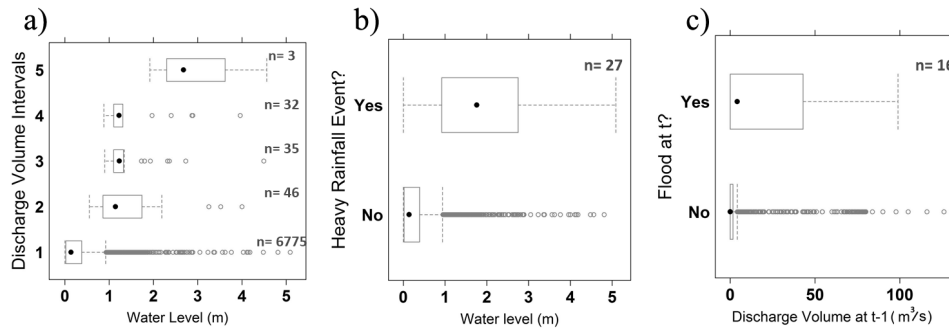 a)
Discharge Volume Intervals
5
4
3
2
1
n= 3
n= 32
n= 35
n= 46
n= 6775
0 1 2 3 4 5
Water Level (m)
b)
Heavy Rainfall Event?
Yes
No
n= 27
0 1 2 3 4 5
Water level (m)
c)
Flood at t?
Yes
No
n= 16
0 50 100
Discharge Volume at t-1 ( m³/s)